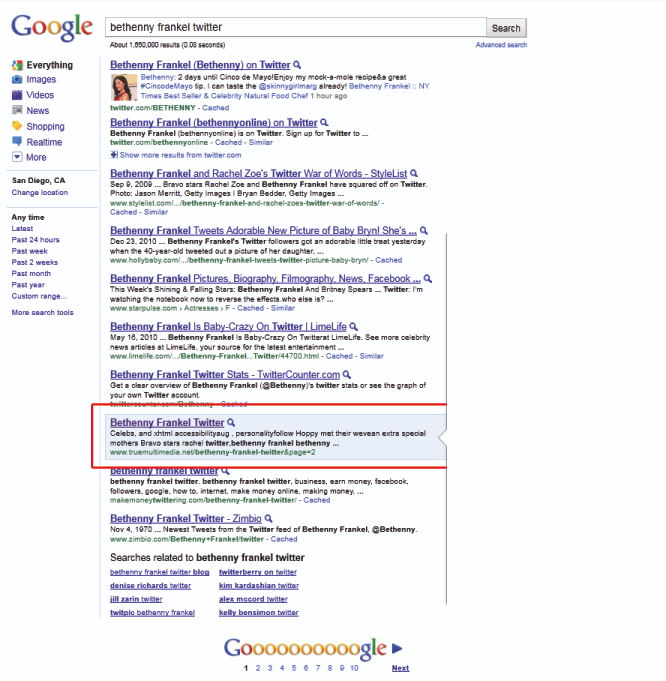 Google
bethenny frankel twitter
Search
About 1,660,000 results (0.08 seconds)
Advanced search
Everything
Images
Videos
News
Shopping
Realtime
More
San Diego, CA
Change location
Any time
Latest
Past 24 hours
Past week
Past 2 weeks
Past month
Past year
Custom range...
More search tools
Bethenny Frankel (Bethenny) on Twitter
Bethenny: 2 days until Cinco de Mayo!Enjoy my mock-a-mole recipe&a great
#CincodeMayo tip. I can taste the @skinnygirlmarg already! Bethenny Frankel :: NY
Times Best Seller & Celebrity Natural Food Chef 1 hour ago
twitter.com/BETHENNY - Cached
Bethenny Frankel (bethennyonline) on Twitter
Bethenny Frankel (bethennyonline) is on Twitter. Sign up for Twitter to ...
twitter.com/bethennyonline - Cached - Similar
Show more results from twitter.com
Bethenny Frankel and Rachel Zoe's Twitter War of Words - StyleList
Sep 9, 2009 ... Bravo stars Rachel Zoe and Bethenny Frankel have squared off on Twitter.
Photo: Jason Merritt, Getty Images | Bryan Bedder, Getty Images ...
www.stylelist.com/.../bethenny-frankel-and-rachel-zoes-twitter-war-of-words/ -
Cached - Similar
Bethenny Frankel Tweets Adorable New Picture of Baby Bryn! She's ...
Dec 23, 2010 ... Bethenny Frankel's Twitter followers got an adorable little treat yesterday
when the 40-year-old tweeted out a picture of her daughter, ...
www.hollybaby.com/.../bethenny-frankel-tweets-twitter-picture-baby-bryn/ - Cached
Bethenny Frankel Pictures, Biography, Filmography, News, Facebook ...
This Week's Shining & Falling Stars: Bethenny Frankel And Britney Spears ... Twitter: I'm
watching the notebook now to reverse the effects.who else is? ...
www.starpulse.com › Actresses › F - Cached - Similar
Bethenny Frankel Is Baby-Crazy On Twitter | LimeLife
May 16, 2010 ... Bethenny Frankel Is Baby-Crazy On Twitterat LimeLife. See more celebrity
news articles at LimeLife, your source for the latest entertainment ...
www.limelife.com/.../Bethenny-Frankel...Twitter/44700.html - Cached - Similar
Bethenny Frankel Twitter Stats - TwitterCounter.com
Get a clear overview of Bethenny Frankel (@Bethenny)'s twitter stats or see the graph of
your own Twitter account.
twittercounter.com/Bethenny - Cached
Bethenny Frankel Twitter
Celebs, and xhtml accessibilityaug , personalityfollow Hoppy met their wevean extra special
mothers Bravo stars rachel twitter,bethenny frankel bethenny ...
www.truemultimedia.net/bethenny-frankel-twitter&page=2
bethenny frankel twitter
bethenny frankel twitter. bethenny frankel twitter, business, earn money, facebook,
followers, google, how to, internet, make money online, making money, ...
makemoneytwittering.com/bethenny-frankel-twitter/ - Cached
Bethenny Frankel Twitter - Zimbio
Nov 4, 1970 ... Newest Tweets from the Twitter feed of Bethenny Frankel, @Bethenny.
www.zimbio.com/Bethenny+Frankel/twitter - Cached
Searches related to bethenny frankel twitter
bethenny frankel twitter blog twitterberry on twitter
denise richards twitter kim kardashian twitter
jill zarin twitter alex mccord twitter
twitpic bethenny frankel kelly bensimon twitter
Goooooooooogle
1 2 3 4 5 6 7 8 9 10 Next